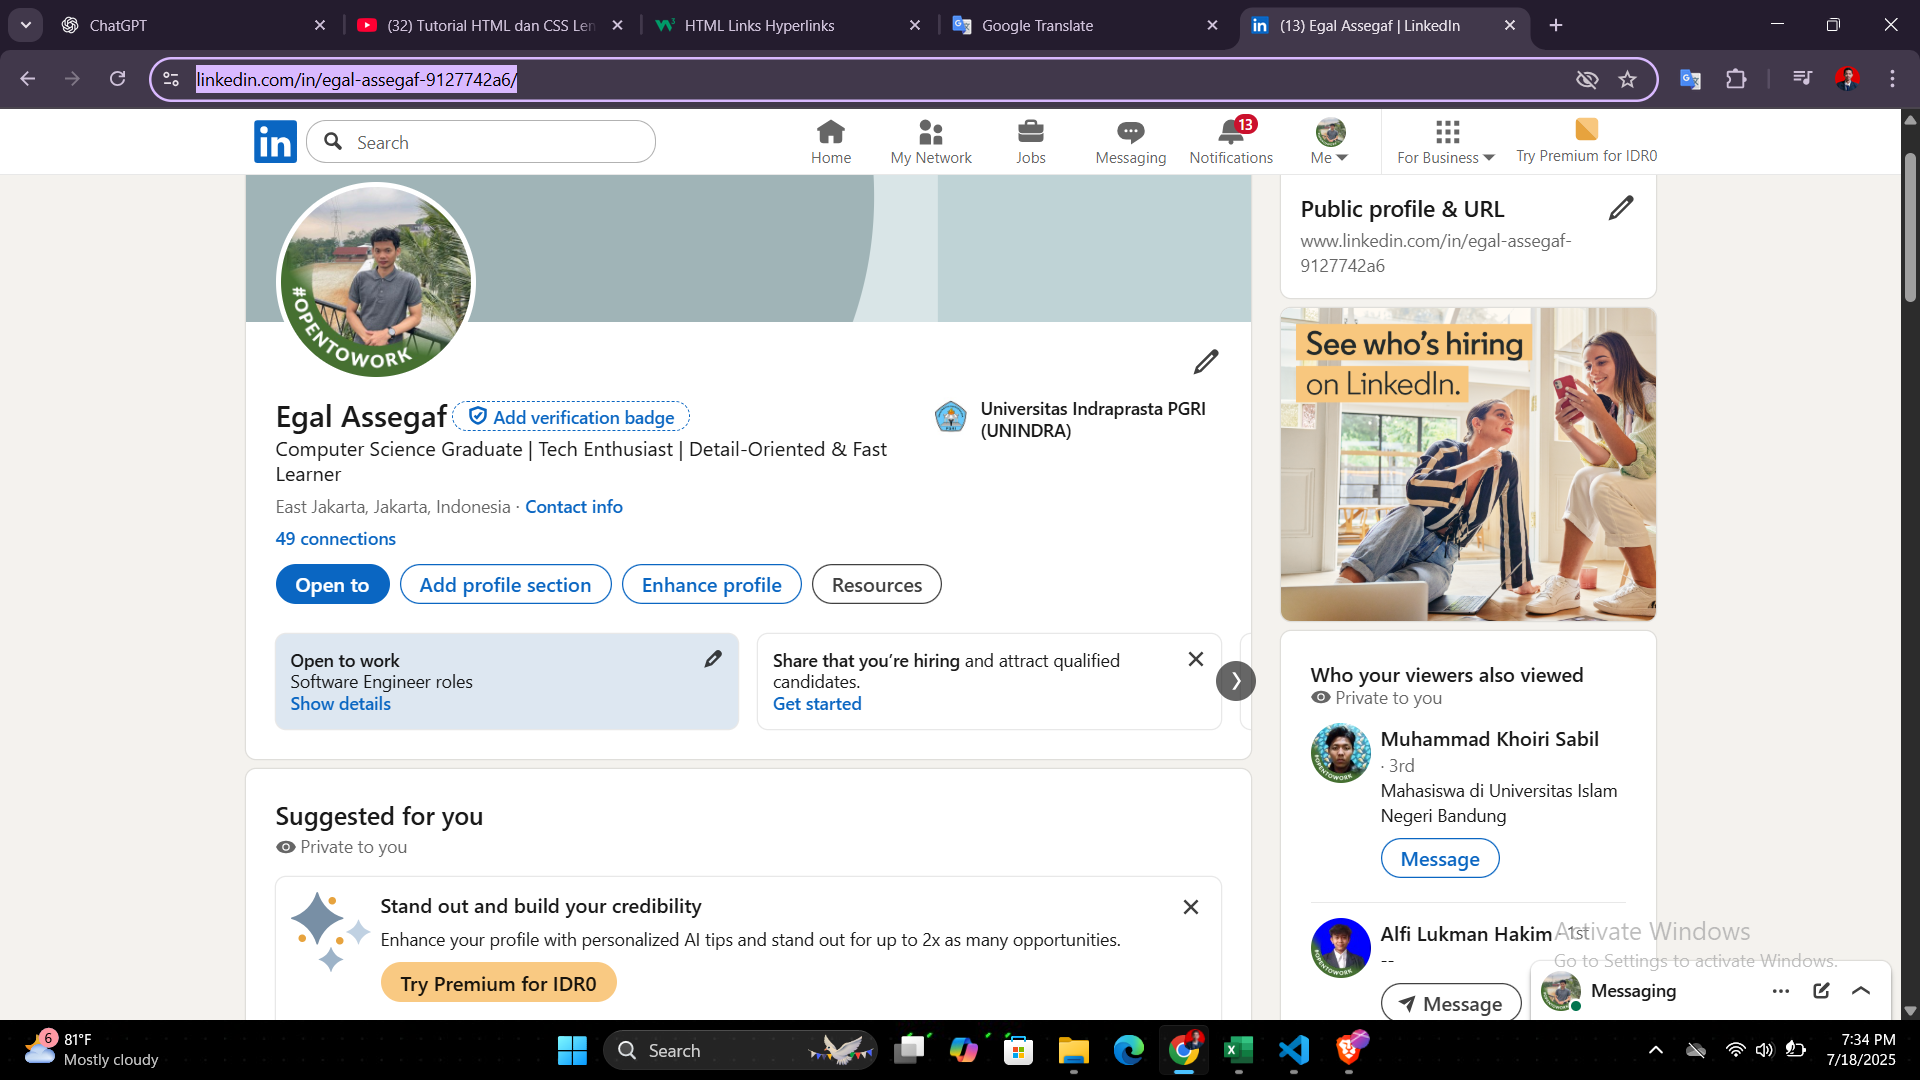 ChatGPT
(32) Tutorial HTML dan CSS Len
HTML Links Hyperlinks
Google Translate
(13) Egal Assegaf | LinkedIn
linkedin.com/in/egal-assegaf-9127742a6/
in
Search
Home
My Network
Jobs
Messaging
13
Notifications
Me
For Business
Try Premium for IDR0
#OPENTOWORK
Public profile & URL
www.linkedin.com/in/egal-assegaf-
9127742a6
See who's hiring
on LinkedIn.
Egal Assegaf
Add verification badge
Computer Science Graduate | Tech Enthusiast | Detail-Oriented & Fast
Learner
East Jakarta, Jakarta, Indonesia · Contact info
49 connections
Universitas Indraprasta PGRI
(UNINDRA)
Open to
Add profile section
Enhance profile
Resources
Open to work
Software Engineer roles
Show details
Share that you're hiring and attract qualified
candidates.
Get started
Who your viewers also viewed
Private to you
Muhammad Khoiri Sabil
· 3rd
Mahasiswa di Universitas Islam
Negeri Bandung
Message
Alfi Lukman Hakim · 1st
--
Message
Suggested for you
Private to you
Stand out and build your credibility
Enhance your profile with personalized AI tips and stand out for up to 2x as many opportunities.
Try Premium for IDR0
Activate Windows
Go to Settings to activate Windows.
Messaging
6
81°F
Mostly cloudy
Search
7:34 PM
7/18/2025